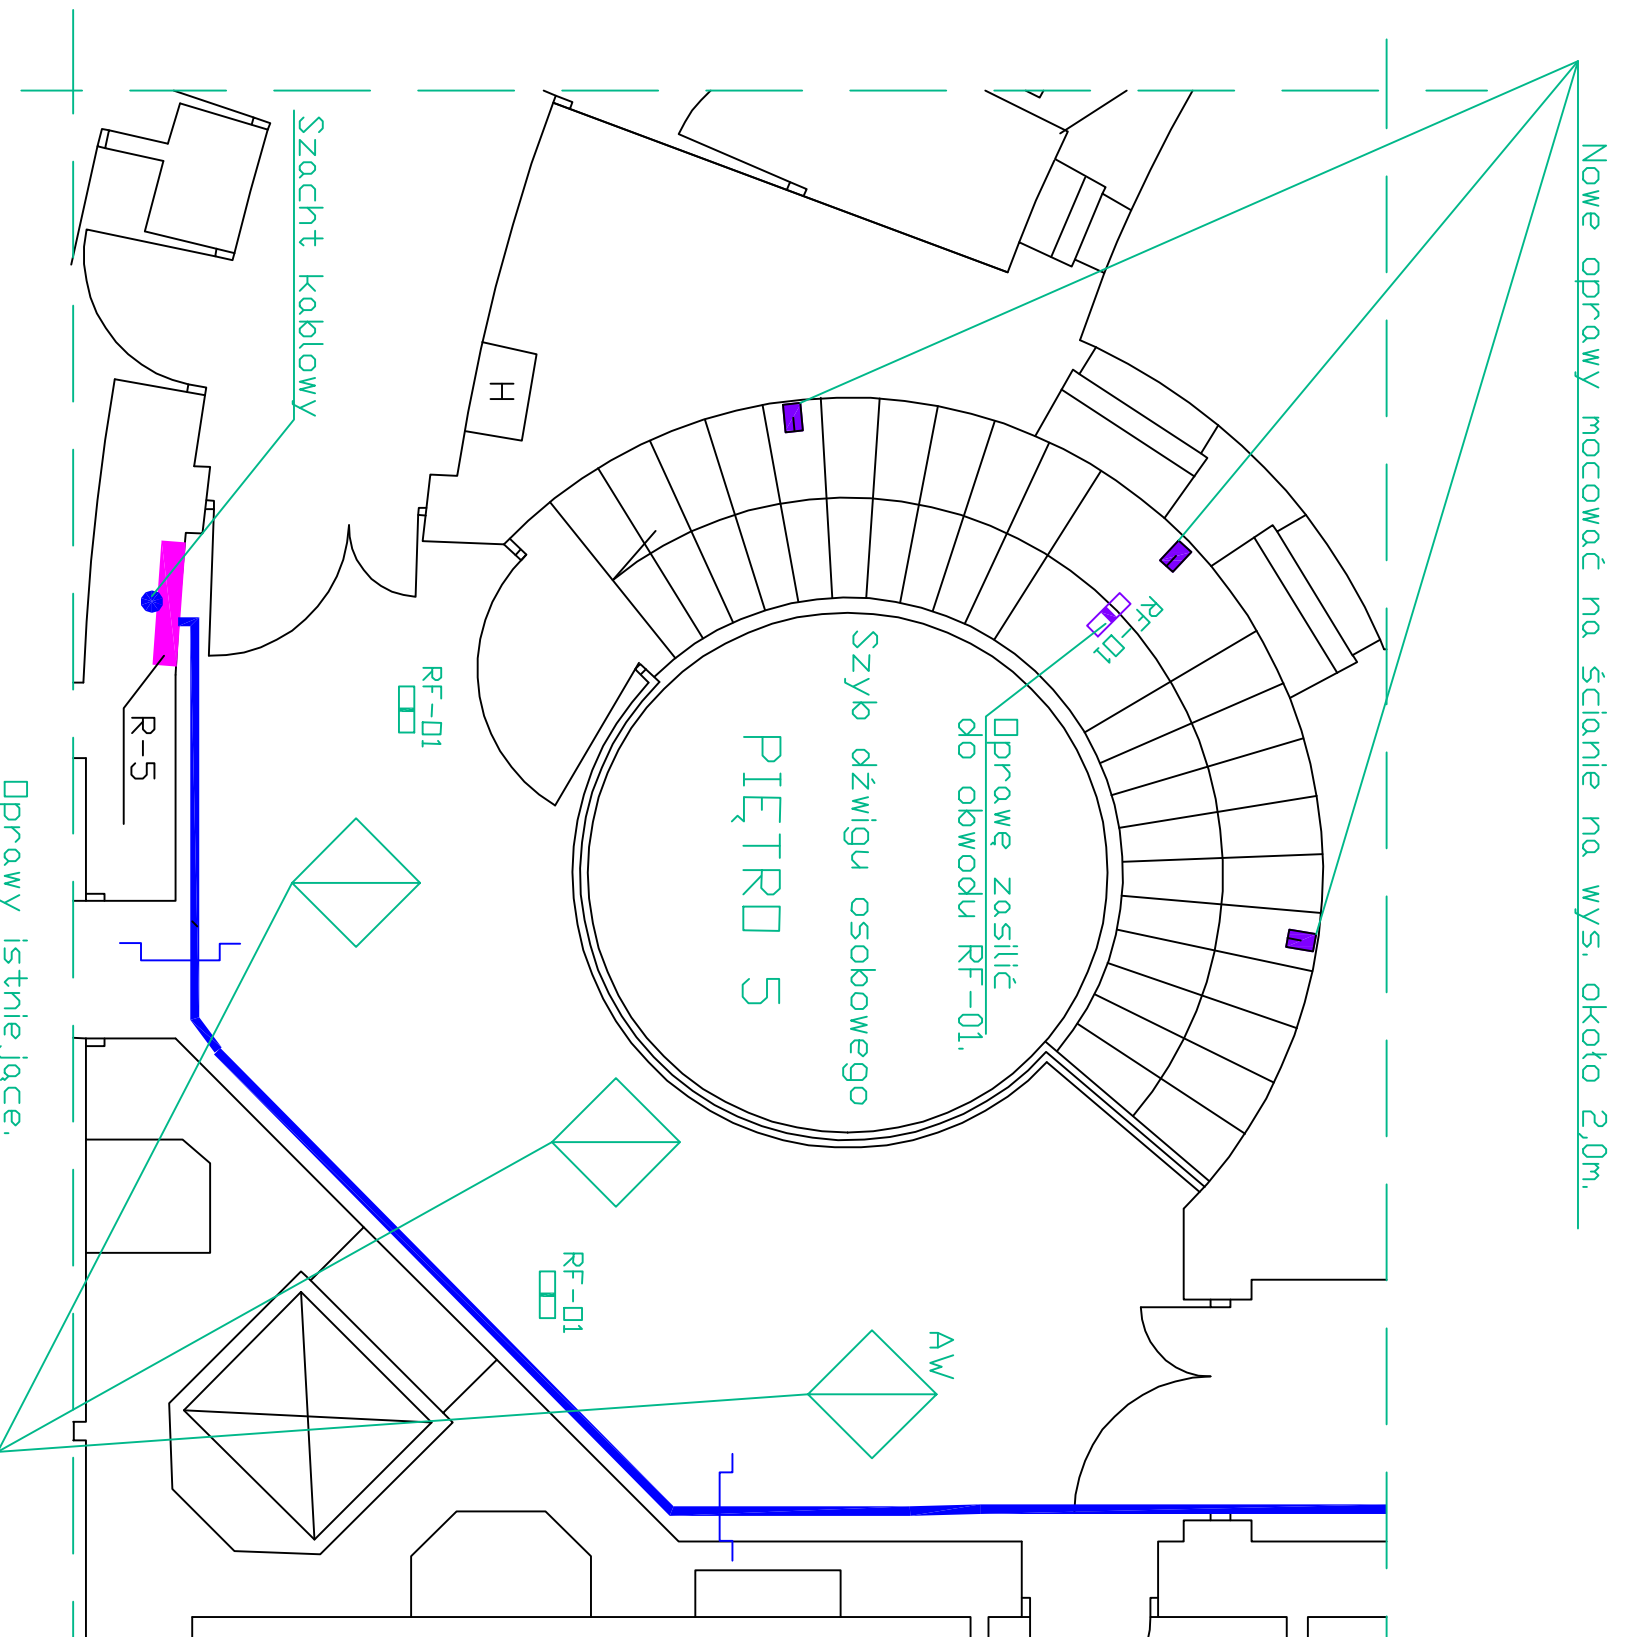 Nowe oprawy mocować na ścianie na wys. około 2,0m.
Szacht kablowy
H
RF-01
Oprawę zasilić
do obwodu RF-01.
Szyb dźwigu osobowego
PIĘTRO 5
RF-01
R-5
Oprawy istniejące.
RF-01
AW